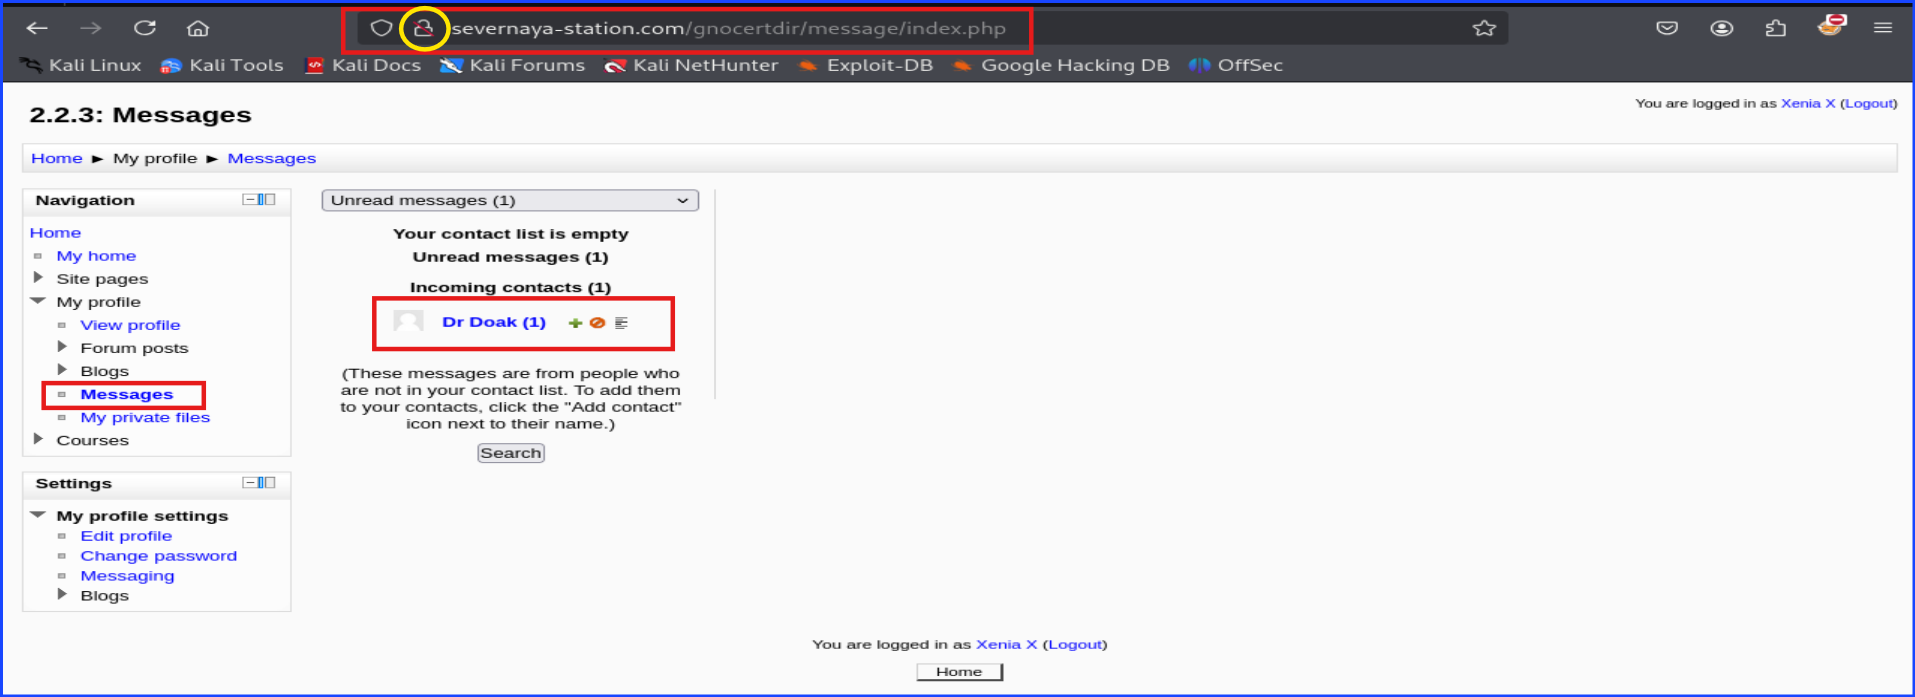 severnaya-station.com/gnocertdir/message/index.php
Kali Linux Kali Tools Kali Docs Kali Forums Kali NetHunter Exploit-DB Google Hacking DB OffSec
2.2.3: Messages
You are logged in as Xenia X (Logout)
Home ► My profile ► Messages
Navigation
Home
My home
Site pages
My profile
View profile
Forum posts
Blogs
Messages
My private files
Courses
Settings
My profile settings
Edit profile
Change password
Messaging
Blogs
Unread messages (1)
Your contact list is empty
Unread messages (1)
Incoming contacts (1)
Dr Doak (1)
(These messages are from people who
are not in your contact list. To add them
to your contacts, click the "Add contact"
icon next to their name.)
Search
You are logged in as Xenia X (Logout)
Home